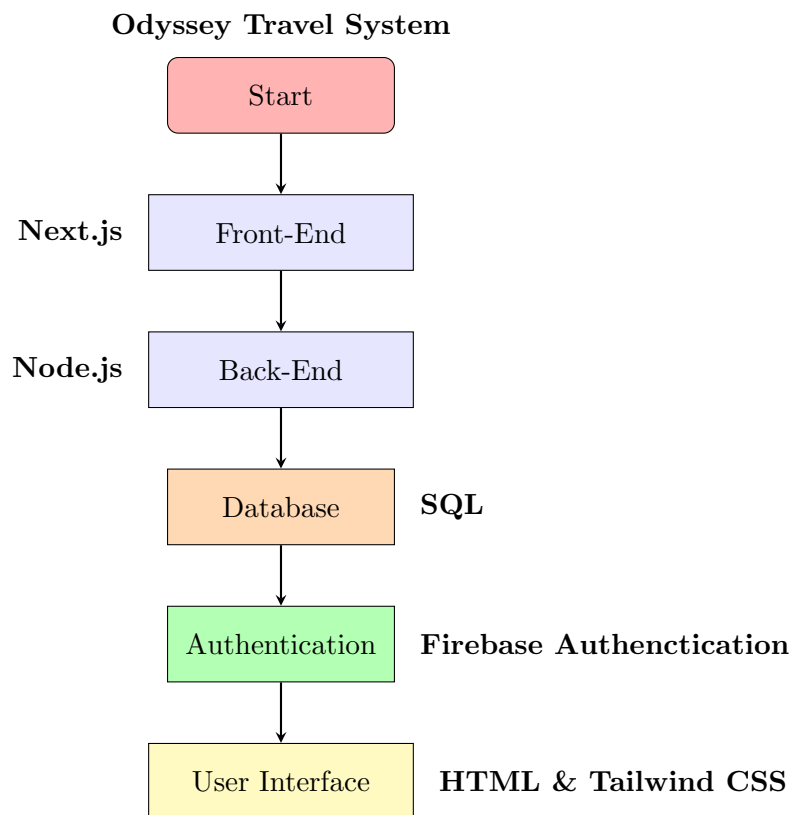 Odyssey Travel System
Start
Next.js
Front-End
Node.js
Back-End
Database
SQL
Authentication
Firebase Authenctication
User Interface
HTML & Tailwind CSS